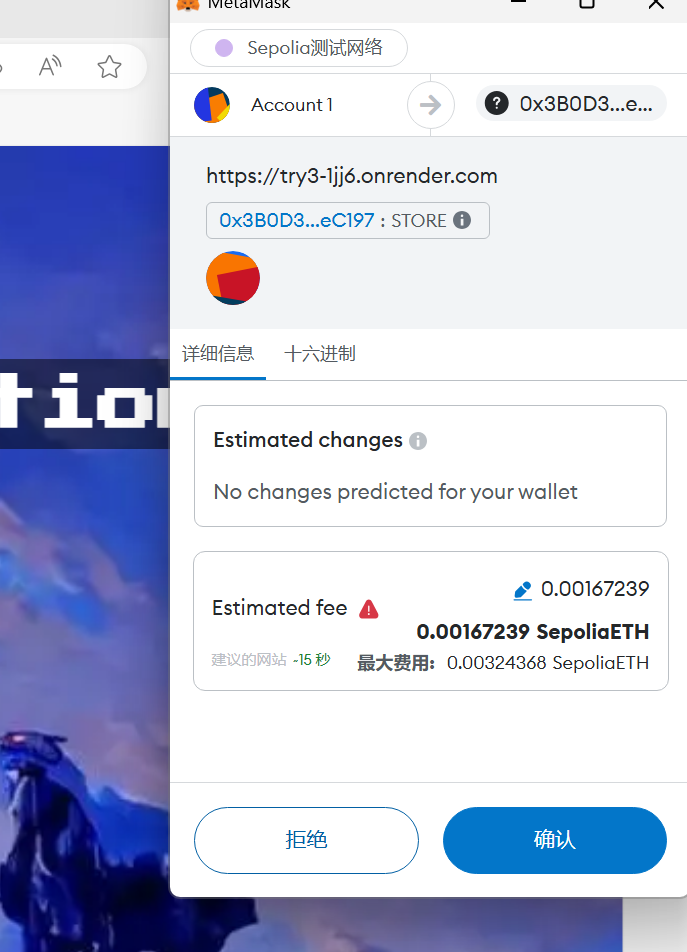 MetaMask
Sepolia测试网络
Account 1
0x3B0D3...e...
https://try3-1jj6.onrender.com
0x3B0D3...eC197 : STORE
详细信息
十六进制
tion
Estimated changes
No changes predicted for your wallet
0.00167239
Estimated fee
0.00167239 SepoliaETH
建议的网站 ~15 秒
最大费用: 0.00324368 SepoliaETH
拒绝
确认